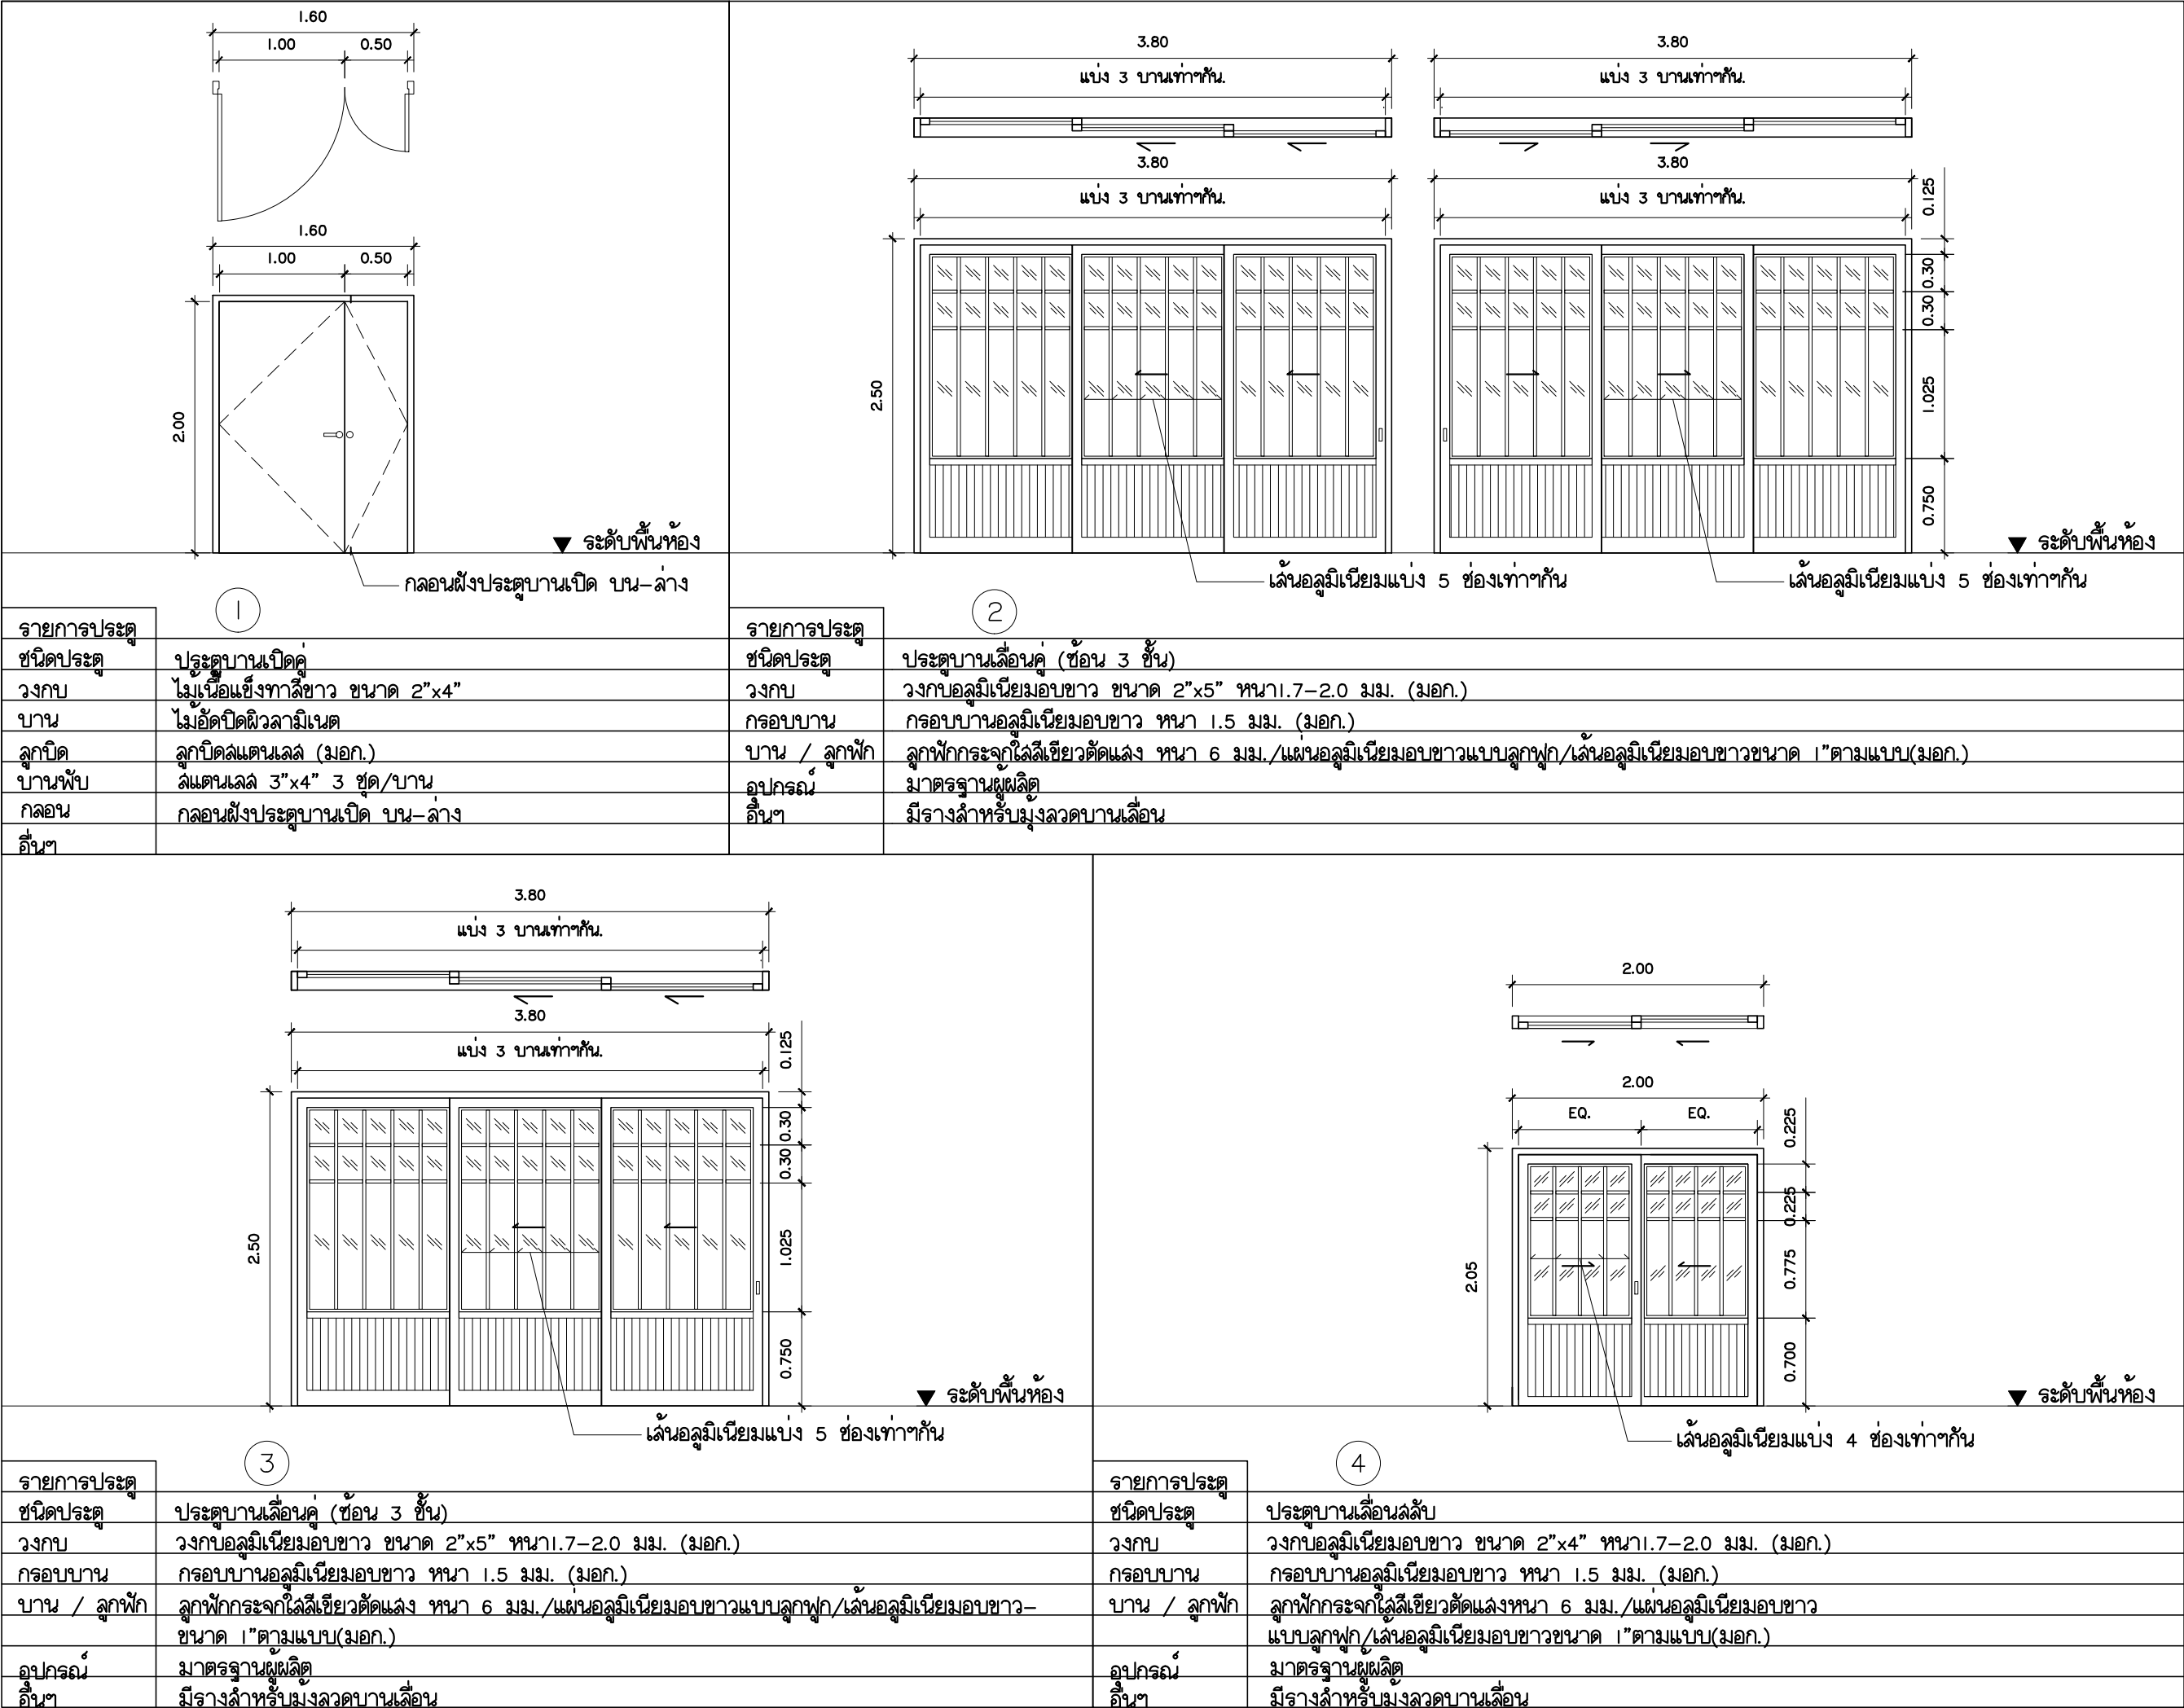 1.60
1.00 0.50
1.60
1.00 0.50
2.00
ระดับพื้นห้อง
กลอนฝังประตูบานเปิด บน-ล่าง
1
รายการประตู
ชนิดประตู ประตูบานเปิดคู่
วงกบ ไม้เนื้อแข็งทาสีขาว ขนาด 2"x4"
บาน ไม้อัดปิดผิวลามิเนต
ลูกบิด ลูกบิดสแตนเลส (มอก.)
บานพับ สแตนเลส 3"x4" 3 ชุด/บาน
กลอน กลอนฝังประตูบานเปิด บน-ล่าง
อื่นๆ
3.80 3.80
แบ่ง 3 บานเท่าๆกัน. แบ่ง 3 บานเท่าๆกัน.
3.80 3.80
แบ่ง 3 บานเท่าๆกัน. แบ่ง 3 บานเท่าๆกัน.
2.50
0.125
0.30
0.30
1.025
0.750
ระดับพื้นห้อง
เส้นอลูมิเนียมแบ่ง 5 ช่องเท่าๆกัน เส้นอลูมิเนียมแบ่ง 5 ช่องเท่าๆกัน
2
รายการประตู
ชนิดประตู ประตูบานเลื่อนคู่ (ซ้อน 3 ชั้น)
วงกบ วงกบอลูมิเนียมอบขาว ขนาด 2"x5" หนา1.7-2.0 มม. (มอก.)
กรอบบาน กรอบบานอลูมิเนียมอบขาว หนา 1.5 มม. (มอก.)
บาน / ลูกฟัก ลูกฟักกระจกใสสีเขียวตัดแสง หนา 6 มม./แผ่นอลูมิเนียมอบขาวแบบลูกฟูก/เส้นอลูมิเนียมอบขาวขนาด 1"ตามแบบ(มอก.)
อุปกรณ์ มาตรฐานผู้ผลิต
อื่นๆ มีรางสำหรับมุ้งลวดบานเลื่อน
3.80
แบ่ง 3 บานเท่าๆกัน.
3.80
แบ่ง 3 บานเท่าๆกัน.
2.50
0.125
0.30
0.30
1.025
0.750
ระดับพื้นห้อง
เส้นอลูมิเนียมแบ่ง 5 ช่องเท่าๆกัน
3
รายการประตู
ชนิดประตู ประตูบานเลื่อนคู่ (ซ้อน 3 ชั้น)
วงกบ วงกบอลูมิเนียมอบขาว ขนาด 2"x5" หนา1.7-2.0 มม. (มอก.)
กรอบบาน กรอบบานอลูมิเนียมอบขาว หนา 1.5 มม. (มอก.)
บาน / ลูกฟัก ลูกฟักกระจกใสสีเขียวตัดแสง หนา 6 มม./แผ่นอลูมิเนียมอบขาวแบบลูกฟูก/เส้นอลูมิเนียมอบขาว-
ขนาด 1"ตามแบบ(มอก.)
อุปกรณ์ มาตรฐานผู้ผลิต
อื่นๆ มีรางสำหรับมุ้งลวดบานเลื่อน
2.00
2.00
EQ. EQ.
2.05
0.225
0.225
0.775
0.700
ระดับพื้นห้อง
เส้นอลูมิเนียมแบ่ง 4 ช่องเท่าๆกัน
4
รายการประตู
ชนิดประตู ประตูบานเลื่อนสลับ
วงกบ วงกบอลูมิเนียมอบขาว ขนาด 2"x4" หนา1.7-2.0 มม. (มอก.)
กรอบบาน กรอบบานอลูมิเนียมอบขาว หนา 1.5 มม. (มอก.)
บาน / ลูกฟัก ลูกฟักกระจกใสสีเขียวตัดแสงหนา 6 มม./แผ่นอลูมิเนียมอบขาว
แบบลูกฟูก/เส้นอลูมิเนียมอบขาวขนาด 1"ตามแบบ(มอก.)
อุปกรณ์ มาตรฐานผู้ผลิต
อื่นๆ มีรางสำหรับมุ้งลวดบานเลื่อน